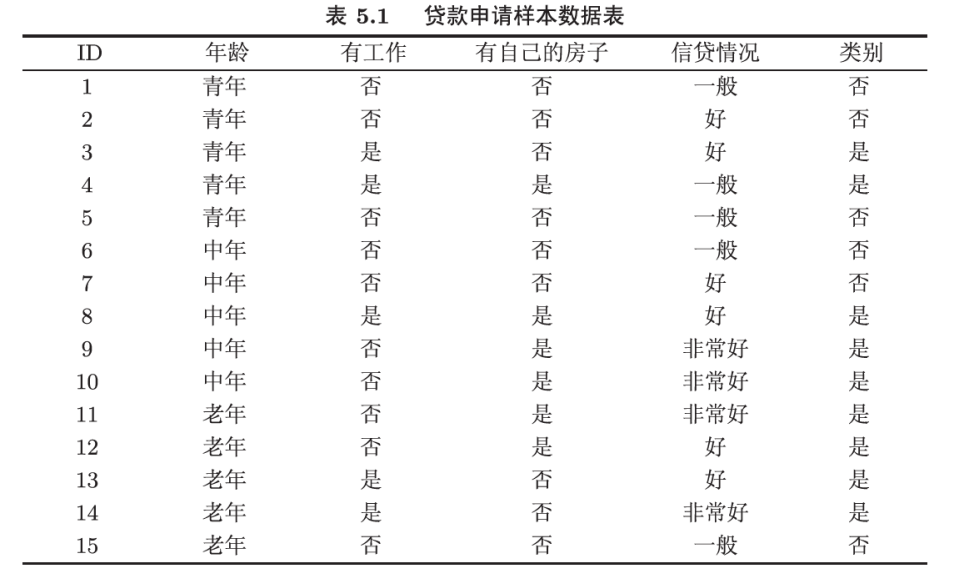 表 5.1 贷款申请样本数据表
ID 年龄 有工作 有自己的房子 信贷情况 类别
1 青年 否 否 一般 否
2 青年 否 否 好 否
3 青年 是 否 好 是
4 青年 是 是 一般 是
5 青年 否 否 一般 否
6 中年 否 否 一般 否
7 中年 否 否 好 否
8 中年 是 是 好 是
9 中年 否 是 非常好 是
10 中年 否 是 非常好 是
11 老年 否 是 非常好 是
12 老年 否 是 好 是
13 老年 是 否 好 是
14 老年 是 否 非常好 是
15 老年 否 否 一般 否